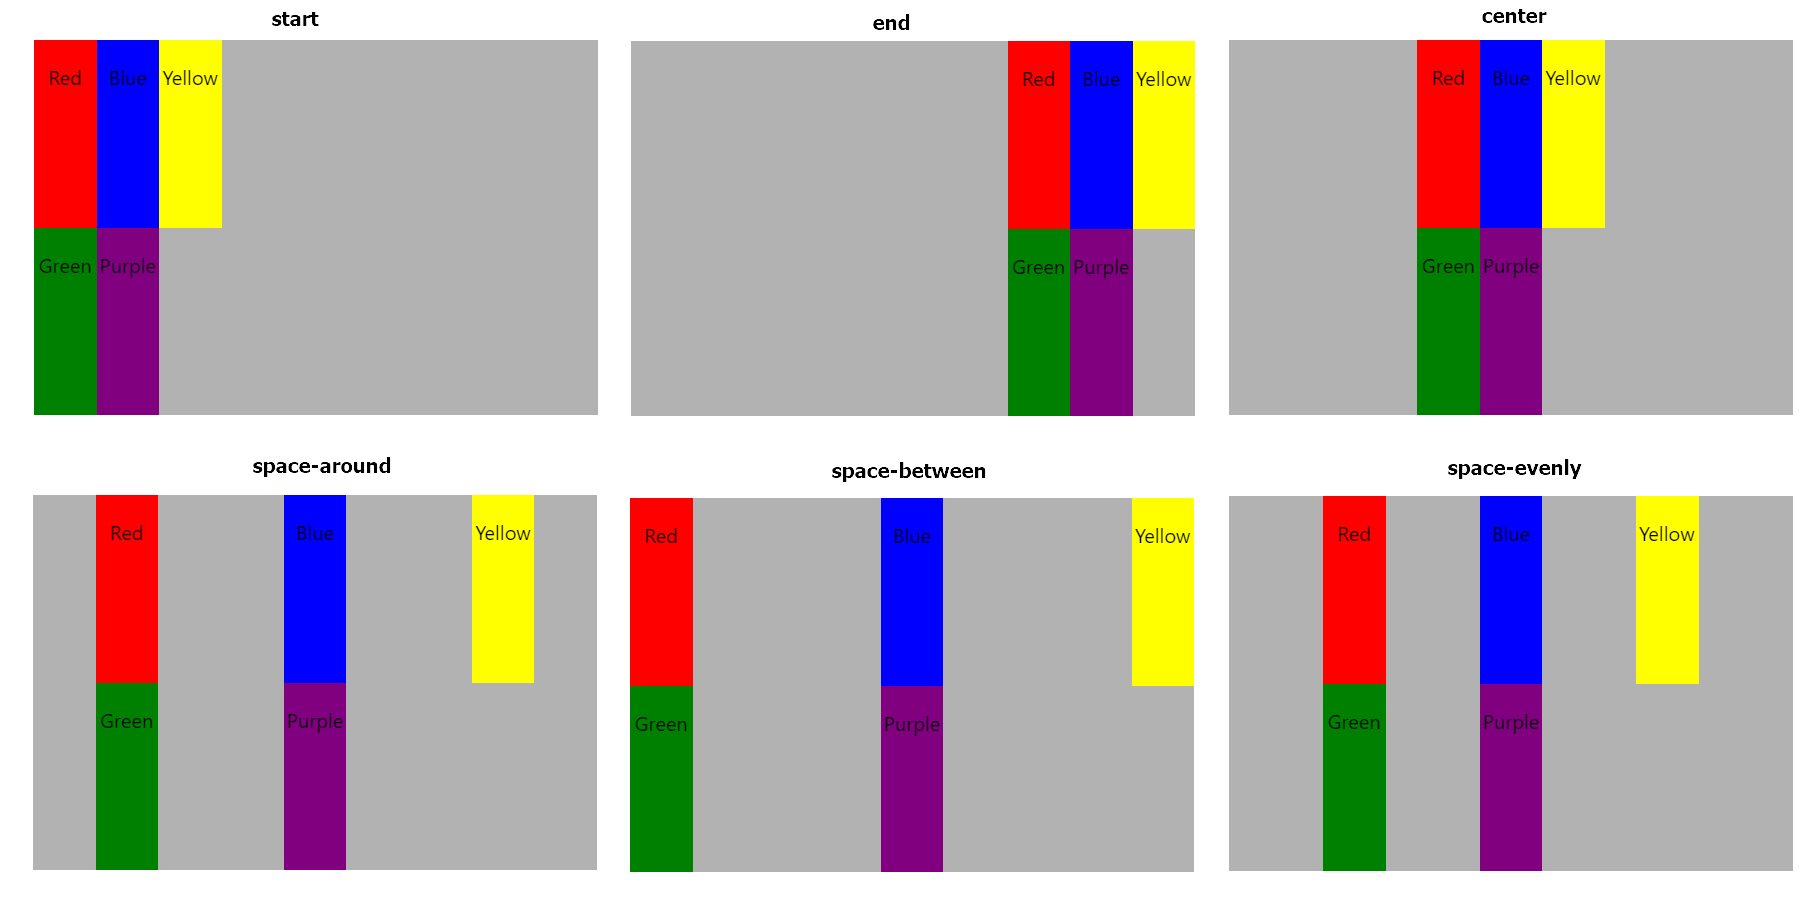 start
end
center
Red Blue Yellow
Green Purple
Red Blue Yellow
Green Purple
Red Blue Yellow
Green Purple
space-around
space-between
space-evenly
Red Blue Yellow
Green Purple
Red Blue Yellow
Green Purple
Red Blue Yellow
Green Purple